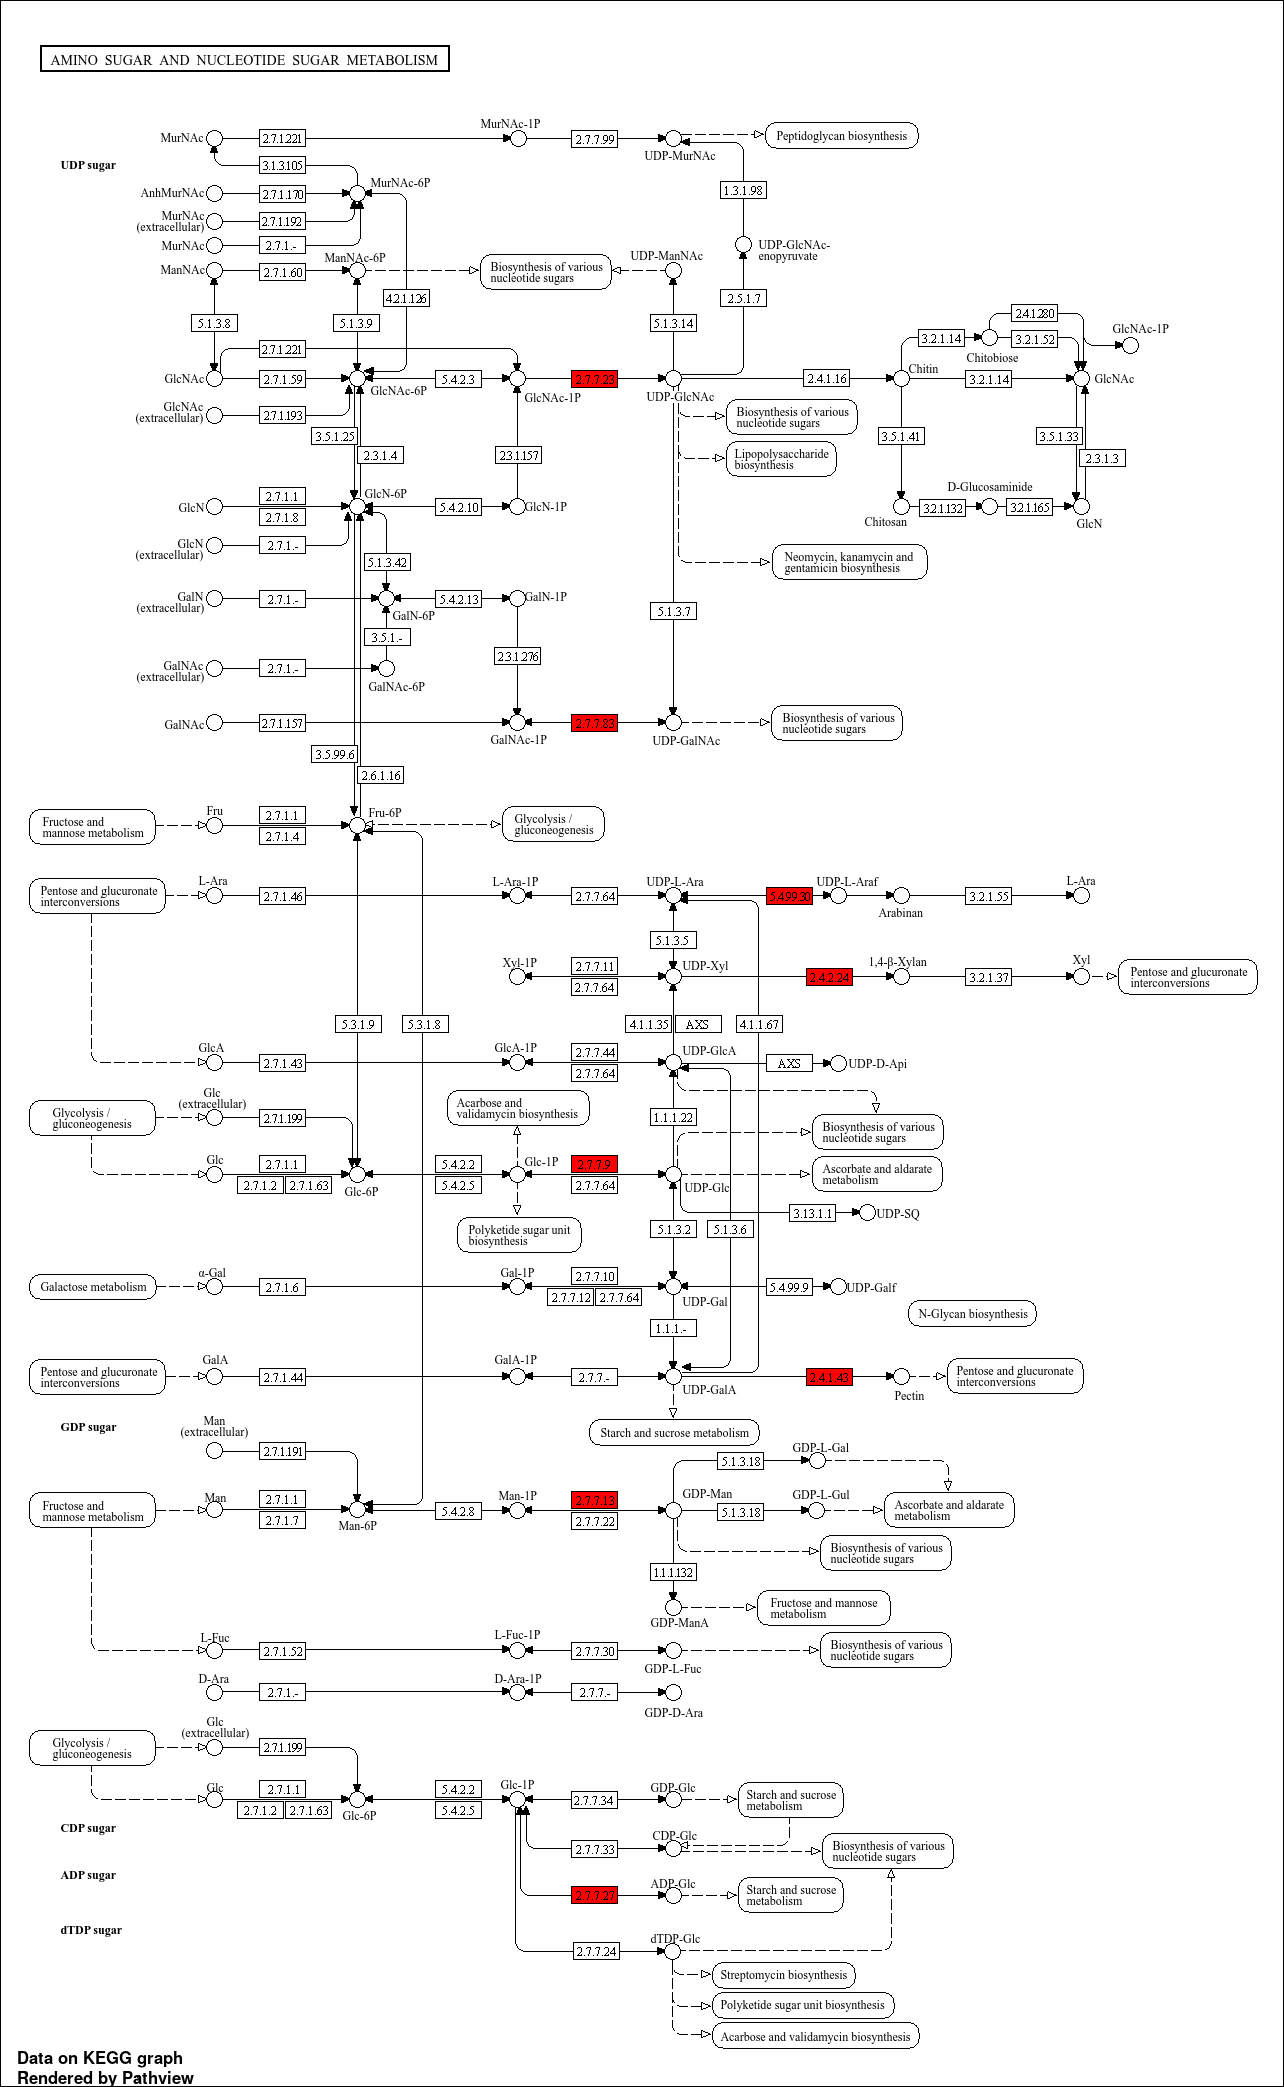 AMINO SUGAR AND NUCLEOTIDE SUGAR METABOLISM
MurNAc
2.7.1.221
MurNAc-1P
2.7.7.99
UDP-MurNAc
Peptidoglycan biosynthesis
UDP sugar
3.1.3.105
AnhMurNAc
2.7.1.170
MurNAc-6P
1.3.1.98
MurNAc
(extracellular)
2.7.1.192
MurNAc
2.7.1.-
UDP-GlcNAc-
enopyruvate
ManNAc
2.7.1.60
ManNAc-6P
Biosynthesis of various
nucleotide sugars
UDP-ManNAc
4.2.1.126
2.5.1.7
5.1.3.8
5.1.3.9
5.1.3.14
2.4.1.280
3.2.1.14
3.2.1.52
GlcNAc-1P
Chitobiose
2.7.1.221
GlcNAc
2.7.1.59
GlcNAc-6P
5.4.2.3
GlcNAc-1P
2.7.7.23
UDP-GlcNAc
2.4.1.16
Chitin
3.2.1.14
GlcNAc
GlcNAc
(extracellular)
2.7.1.193
Biosynthesis of various
nucleotide sugars
3.5.1.25
2.3.1.4
2.3.1.157
Lipopolysaccharide
biosynthesis
3.5.1.41
3.5.1.33
2.3.1.3
GlcN
2.7.1.1
2.7.1.8
GlcN-6P
5.4.2.10
GlcN-1P
Chitosan
3.2.1.132
D-Glucosaminide
3.2.1.165
GlcN
GlcN
(extracellular)
2.7.1.-
5.1.3.42
Neomycin, kanamycin and
gentamicin biosynthesis
GalN
(extracellular)
2.7.1.-
GalN-6P
5.4.2.13
GalN-1P
5.1.3.7
3.5.1.-
GalNAc
(extracellular)
2.7.1.-
GalNAc-6P
2.3.1.276
GalNAc
2.7.1.157
GalNAc-1P
2.7.7.83
UDP-GalNAc
Biosynthesis of various
nucleotide sugars
3.5.99.6
2.6.1.16
Fructose and
mannose metabolism
Fru
2.7.1.1
2.7.1.4
Fru-6P
Glycolysis /
gluconeogenesis
Pentose and glucuronate
interconversions
L-Ara
2.7.1.46
L-Ara-1P
2.7.7.64
UDP-L-Ara
5.4.99.30
UDP-L-Araf
Arabinan
3.2.1.55
L-Ara
5.1.3.5
Xyl-1P
2.7.7.11
2.7.7.64
UDP-Xyl
2.4.2.24
1,4-β-Xylan
3.2.1.37
Xyl
Pentose and glucuronate
interconversions
5.3.1.9
5.3.1.8
4.1.1.35
AXS
4.1.1.67
GlcA
2.7.1.43
GlcA-1P
2.7.7.44
2.7.7.64
UDP-GlcA
AXS
UDP-D-Api
Glycolysis /
gluconeogenesis
Glc
(extracellular)
2.7.1.199
Acarbose and
validamycin biosynthesis
1.1.1.22
Biosynthesis of various
nucleotide sugars
Glc
2.7.1.1
2.7.1.2
2.7.1.63
Glc-6P
5.4.2.2
5.4.2.5
Glc-1P
2.7.7.9
2.7.7.64
UDP-Glc
Ascorbate and aldarate
metabolism
3.13.1.1
UDP-SQ
Polyketide sugar unit
biosynthesis
5.1.3.2
5.1.3.6
Galactose metabolism
α-Gal
2.7.1.6
Gal-1P
2.7.7.10
2.7.7.12
2.7.7.64
UDP-Gal
5.4.99.9
UDP-Galf
N-Glycan biosynthesis
1.1.1.-
Pentose and glucuronate
interconversions
GalA
2.7.1.44
GalA-1P
2.7.7.-
UDP-GalA
2.4.1.43
Pectin
Pentose and glucuronate
interconversions
GDP sugar
Man
(extracellular)
2.7.1.191
Starch and sucrose metabolism
GDP-L-Gal
5.1.3.18
Fructose and
mannose metabolism
Man
2.7.1.1
2.7.1.7
Man-6P
5.4.2.8
Man-1P
2.7.7.13
2.7.7.22
GDP-Man
5.1.3.18
GDP-L-Gul
Ascorbate and aldarate
metabolism
Biosynthesis of various
nucleotide sugars
1.1.1.132
GDP-ManA
Fructose and mannose
metabolism
L-Fuc
2.7.1.52
L-Fuc-1P
2.7.7.30
GDP-L-Fuc
Biosynthesis of various
nucleotide sugars
D-Ara
2.7.1.-
D-Ara-1P
2.7.7.-
GDP-D-Ara
Glycolysis /
gluconeogenesis
Glc
(extracellular)
2.7.1.199
Glc
2.7.1.1
2.7.1.2
2.7.1.63
Glc-6P
5.4.2.2
5.4.2.5
Glc-1P
2.7.7.34
GDP-Glc
Starch and sucrose
metabolism
CDP sugar
2.7.7.33
CDP-Glc
Biosynthesis of various
nucleotide sugars
ADP sugar
2.7.7.27
ADP-Glc
Starch and sucrose
metabolism
dTDP sugar
2.7.7.24
dTDP-Glc
Streptomycin biosynthesis
Polyketide sugar unit biosynthesis
Acarbose and validamycin biosynthesis
Data on KEGG graph
Rendered by Pathview